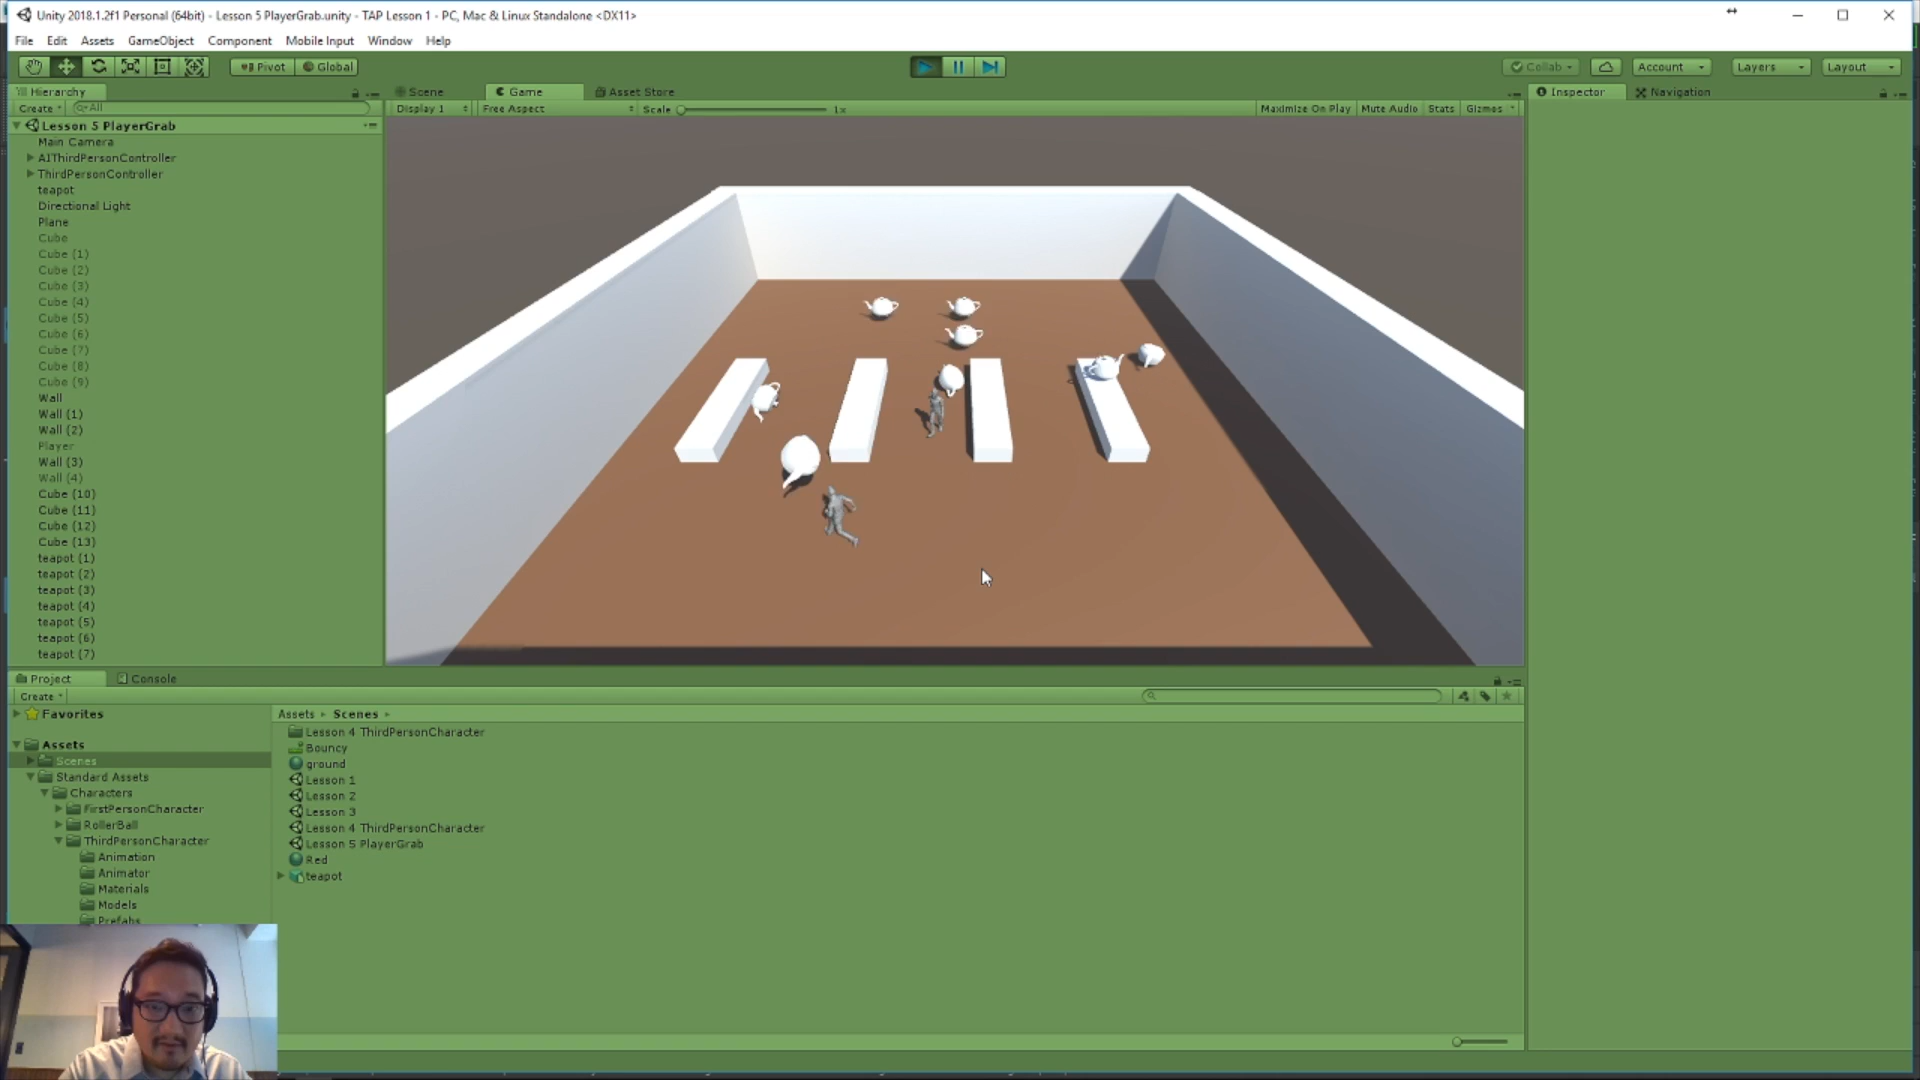 Unity 2018.1.2f1 Personal (64bit) - Lesson 5 PlayerGrab.unity - TAP Lesson 1 - PC, Mac & Linux Standalone <DX11>
File Edit Assets GameObject Component Mobile Input Window Help
Pivot Global Collab Account Layers Layout
Hierarchy Scene Game Asset Store Inspector Navigation
Create All Display 1 Free Aspect Scale 1x Maximize On Play Mute Audio Stats Gizmos
Lesson 5 PlayerGrab
Main Camera
AIThirdPersonController
ThirdPersonController
teapot
Directional Light
Plane
Cube
Cube (1)
Cube (2)
Cube (3)
Cube (4)
Cube (5)
Cube (6)
Cube (7)
Cube (8)
Cube (9)
Wall
Wall (1)
Wall (2)
Player
Wall (3)
Wall (4)
Cube (10)
Cube (11)
Cube (12)
Cube (13)
teapot (1)
teapot (2)
teapot (3)
teapot (4)
teapot (5)
teapot (6)
teapot (7)
Project Console
Create
Favorites
Assets
Scenes
Standard Assets
Characters
FirstPersonCharacter
RollerBall
ThirdPersonCharacter
Animation
Animator
Materials
Models
Prefabs
Assets Scenes
Lesson 4 ThirdPersonCharacter
Bouncy
ground
Lesson 1
Lesson 2
Lesson 3
Lesson 4 ThirdPersonCharacter
Lesson 5 PlayerGrab
Red
teapot